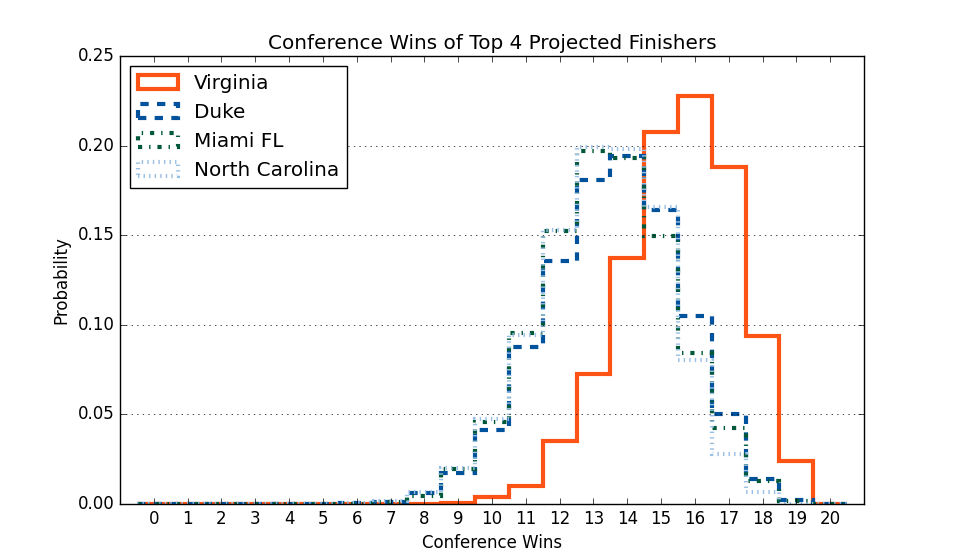 Conference Wins of Top 4 Projected Finishers
0.25
0.20
0.15
0.10
0.05
0.00
Probability
Virginia
Duke
Miami FL
North Carolina
0 1 2 3 4 5 6 7 8 9 10 11 12 13 14 15 16 17 18 19 20
Conference Wins